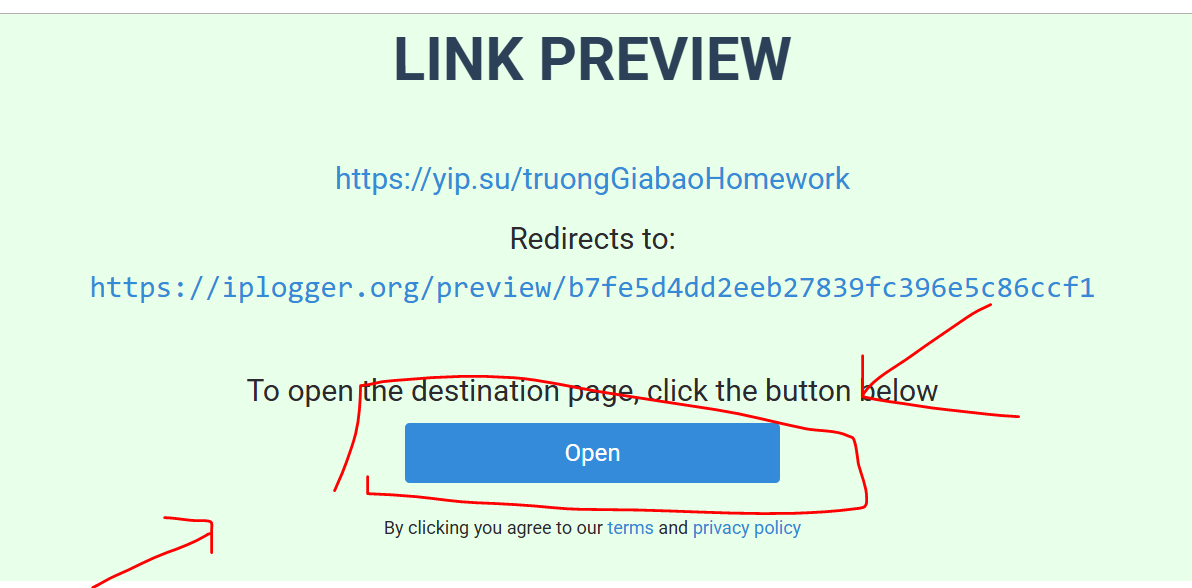 LINK PREVIEW
https://yip.su/truongGiabaoHomework
Redirects to:
https://iplogger.org/preview/b7fe5d4dd2eeb27839fc396e5c86ccf1
To open the destination page, click the button below
Open
By clicking you agree to our terms and privacy policy